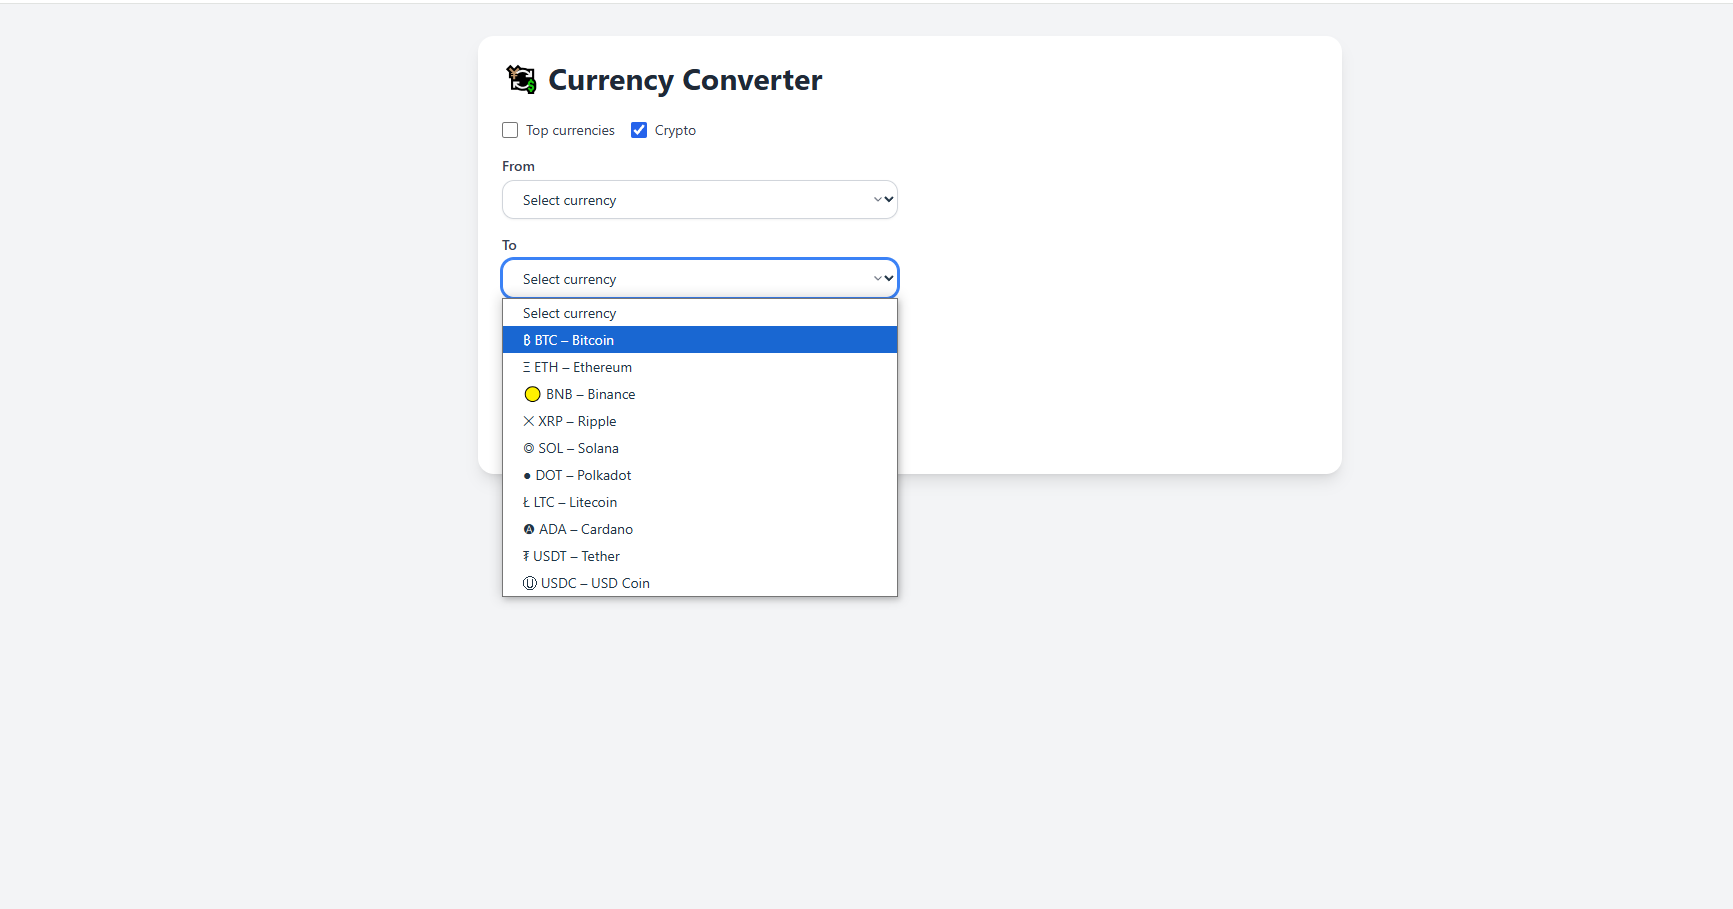 Currency Converter
Top currencies Crypto
From
Select currency
To
Select currency
Select currency
₿ BTC – Bitcoin
Ξ ETH – Ethereum
🟡 BNB – Binance
✕ XRP – Ripple
◎ SOL – Solana
● DOT – Polkadot
Ł LTC – Litecoin
🅐 ADA – Cardano
₮ USDT – Tether
Ⓤ USDC – USD Coin